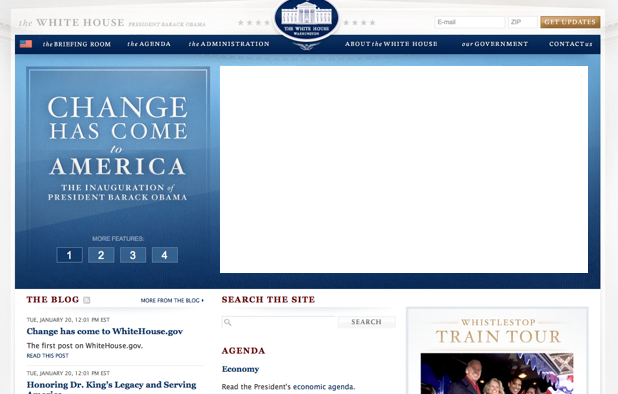 the WHITE HOUSE PRESIDENT BARACK OBAMA
E-mail
ZIP
GET UPDATES
THE WHITE HOUSE
WASHINGTON
the BRIEFING ROOM
the AGENDA
the ADMINISTRATION
ABOUT the WHITE HOUSE
our GOVERNMENT
CONTACT us
CHANGE
HAS COME
to
AMERICA
THE INAUGURATION of
PRESIDENT BARACK OBAMA
MORE FEATURES:
1 2 3 4
THE BLOG
MORE FROM THE BLOG
TUE, JANUARY 20, 12:01 PM EST
Change has come to WhiteHouse.gov
The first post on WhiteHouse.gov.
READ THIS POST
TUE, JANUARY 20, 12:01 PM EST
Honoring Dr. King's Legacy and Serving
America
SEARCH THE SITE
SEARCH
AGENDA
Economy
Read the President's economic agenda.
WHISTLESTOP
TRAIN TOUR